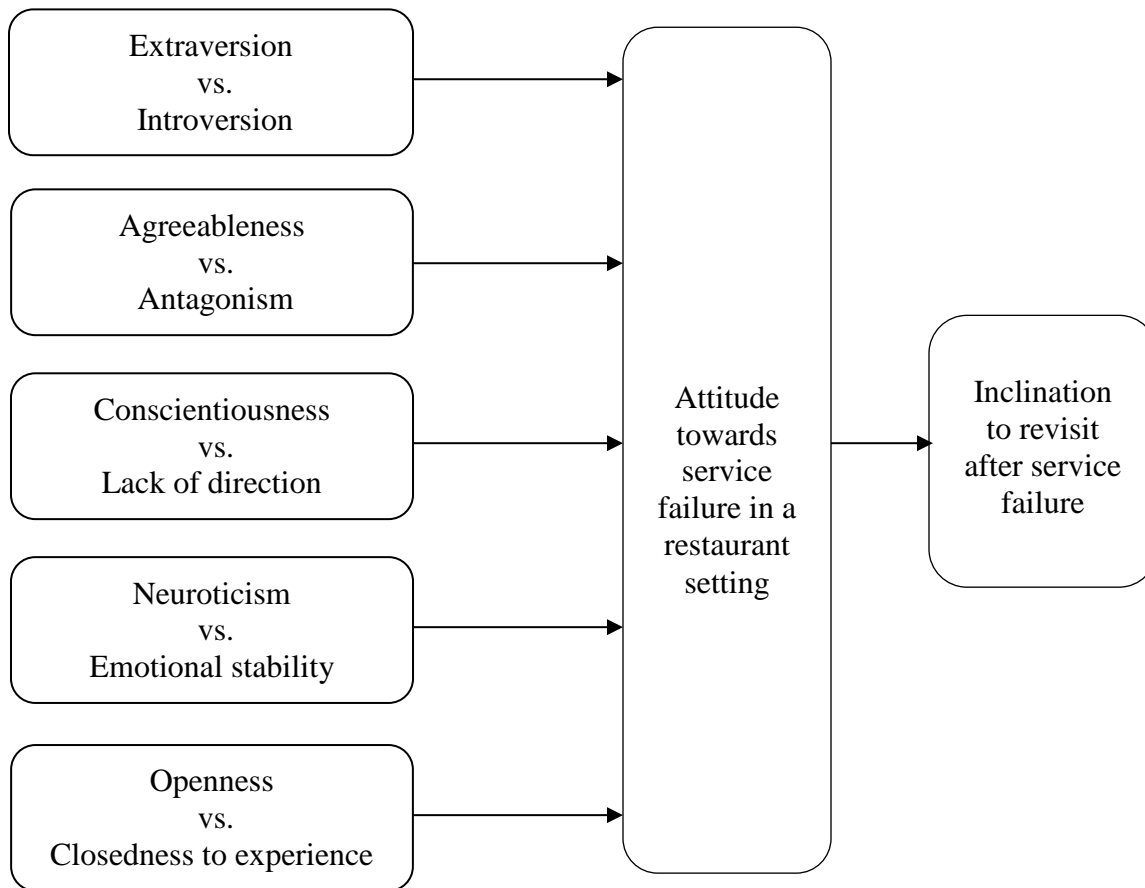 Extraversion
vs.
Introversion
Agreeableness
vs.
Antagonism
Conscientiousness
vs.
Lack of direction
Neuroticism
vs.
Emotional stability
Openness
vs.
Closedness to experience
Attitude
towards
service
failure in a
restaurant
setting
Inclination
to revisit
after service
failure